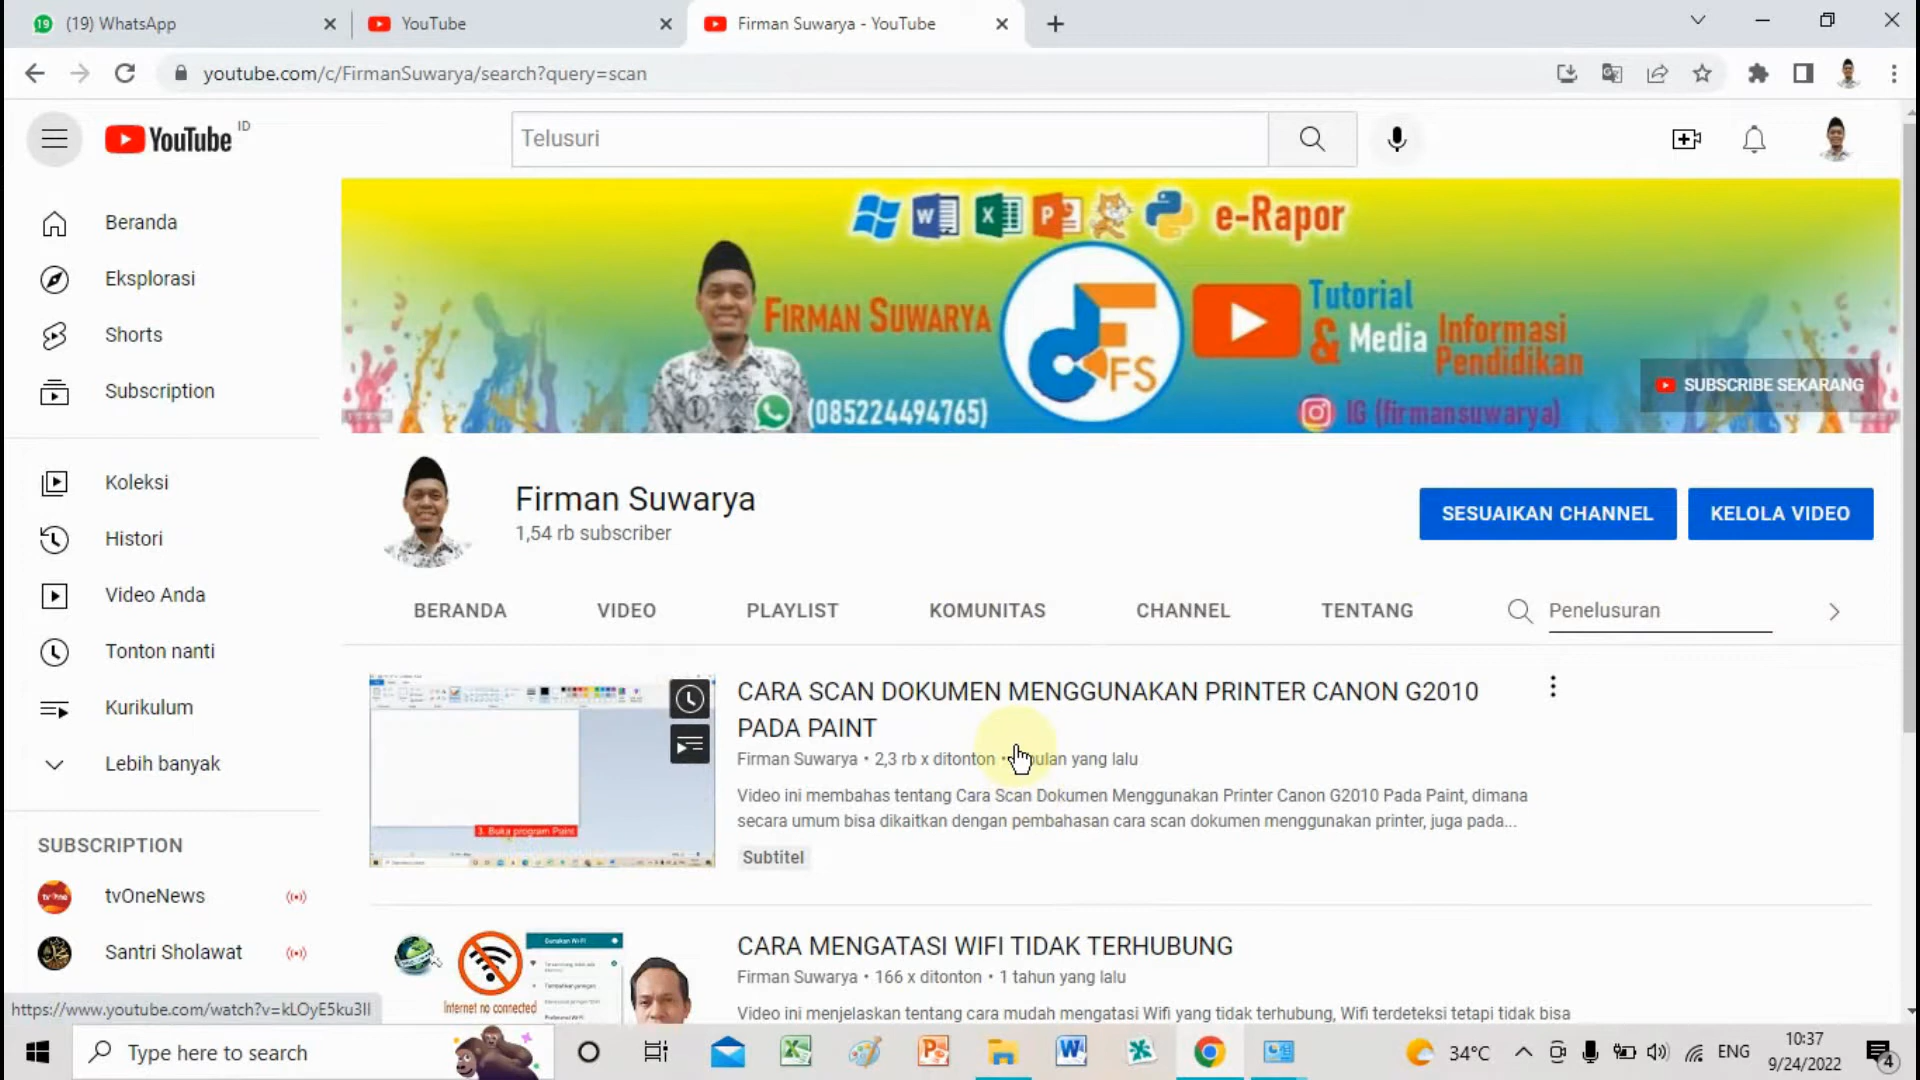 (19) WhatsApp
YouTube
Firman Suwarya - YouTube
youtube.com/c/FirmanSuwarya/search?query=scan
YouTube ID
Telusuri
Beranda
Eksplorasi
Shorts
Subscription
Koleksi
Histori
Video Anda
Tonton nanti
Kurikulum
Lebih banyak
SUBSCRIPTION
tvOneNews
Santri Sholawat
e-Rapor
FIRMAN SUWARYA
(085224494765)
FS
Tutorial
& Media Informasi
Pendidikan
IG (firmansuwarya)
SUBSCRIBE SEKARANG
Firman Suwarya
1,54 rb subscriber
SESUAIKAN CHANNEL
KELOLA VIDEO
BERANDA VIDEO PLAYLIST KOMUNITAS CHANNEL TENTANG Penelusuran
3. Buka program Paint
CARA SCAN DOKUMEN MENGGUNAKAN PRINTER CANON G2010
PADA PAINT
Firman Suwarya • 2,3 rb x ditonton • bulan yang lalu
Video ini membahas tentang Cara Scan Dokumen Menggunakan Printer Canon G2010 Pada Paint, dimana
secara umum bisa dikaitkan dengan pembahasan cara scan dokumen menggunakan printer, juga pada...
Subtitel
Internet no connected
CARA MENGATASI WIFI TIDAK TERHUBUNG
Firman Suwarya • 166 x ditonton • 1 tahun yang lalu
Video ini menjelaskan tentang cara mudah mengatasi Wifi yang tidak terhubung, Wifi terdeteksi tetapi tidak bisa
https://www.youtube.com/watch?v=kLOyE5ku3lI
Type here to search
34°C
ENG
10:37
9/24/2022
4